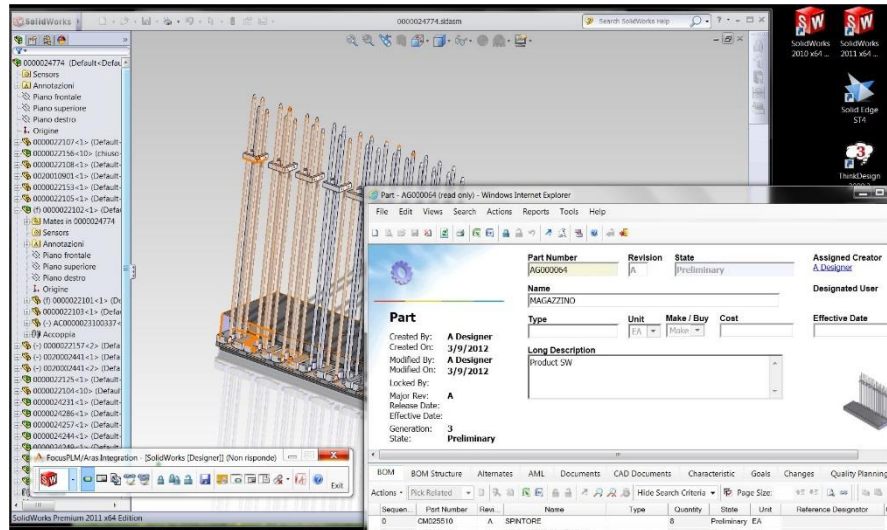 SolidWorks
0000024774.sldasm
Search SolidWorks Help
SolidWorks 2010 x64 ...
SolidWorks 2011 x64 ...
Solid Edge ST4
ThinkDesign
0000024774 (Default<Defau
Sensors
Annotazioni
Piano frontale
Piano superiore
Piano destro
Origine
0000022107<1> (Default-
0000022156<10> (chiuso-
0000022108<1> (Default-
0020010901<1> (Default-
0000022153<1> (Default-
0000022105<1> (Default-
(f) 0000022102<1> (Defa
Mates in 0000024774
Sensors
Annotazioni
Piano frontale
Piano superiore
Piano destro
Origine
(f) 0000022101<1> (De
0000022103<1> (Defau
(-) AC0000023100337<
Accoppia
(-) 0000022157<2> (Defa
(-) 0020002441<1> (Defa
(-) 0020002441<2> (Defa
0000022125<1> (Default-
0000022104<10> (Defaul
0000024231<1> (Default-
0000024286<1> (Default-
0000024257<1> (Default-
0000024244<1> (Default-
FocusPLM/Aras Integration - [SolidWorks [Designer]] (Non risponde)
Exit
SolidWorks Premium 2011 x64 Edition
Part - AG000064 (read only) - Windows Internet Explorer
File Edit Views Search Actions Reports Tools Help
Part Number Revision State Assigned Creator
AG000064 A Preliminary A Designer
Name Designated User
MAGAZZINO
Part
Type Unit Make / Buy Cost Effective Date
EA Make
Created By: A Designer
Created On: 3/9/2012
Modified By: A Designer
Modified On: 3/9/2012
Locked By:
Major Rev: A
Release Date:
Effective Date:
Generation: 3
State: Preliminary
Long Description
Product SW
BOM BOM Structure Alternates AML Documents CAD Documents Characteristic Goals Changes Quality Planning
Actions Pick Related Hide Search Criteria Page Size:
Sequen... Part Number Revi... Name Type Quantity State Unit Reference Designator
0 CM025510 A SPINTORE 8 Preliminary EA